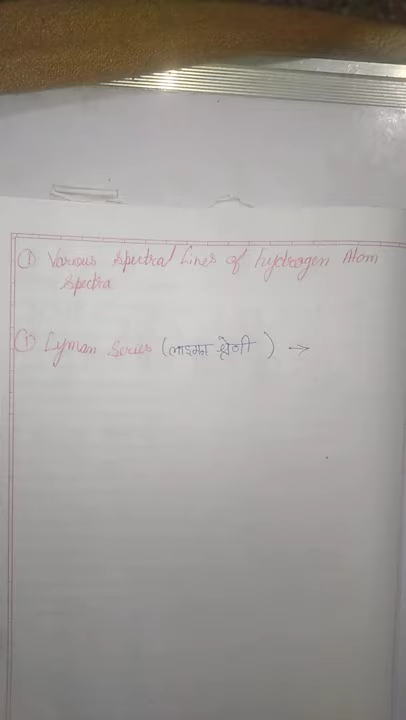 ① Various Spectral Lines of hydrogen Atom
Spectra
① Lyman Series (लाइमन श्रेणी) →